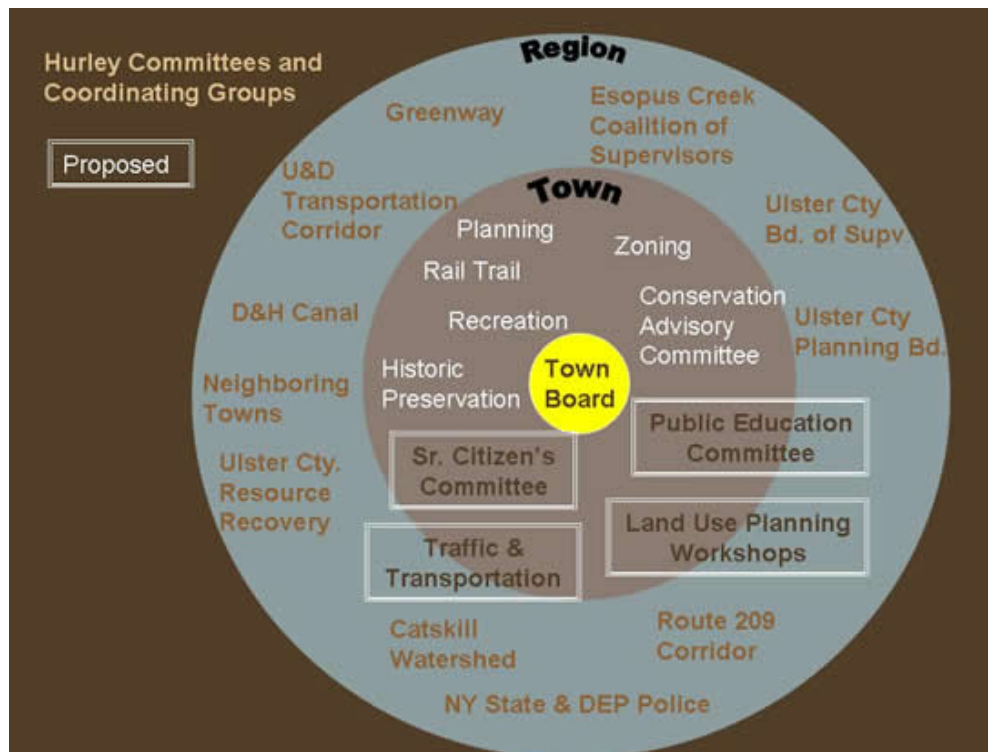 Region
Hurley Committees and
Coordinating Groups
Proposed
Greenway
Esopus Creek
Coalition of
Supervisors
U&D
Transportation
Corridor
Town
Ulster Cty
Bd. of Supv.
Planning
Zoning
Rail Trail
D&H Canal
Recreation
Conservation
Advisory
Committee
Ulster Cty
Planning Bd.
Neighboring
Towns
Historic
Preservation
Town
Board
Ulster Cty.
Resource
Recovery
Sr. Citizen's
Committee
Public Education
Committee
Traffic &
Transportation
Land Use Planning
Workshops
Catskill
Watershed
Route 209
Corridor
NY State & DEP Police